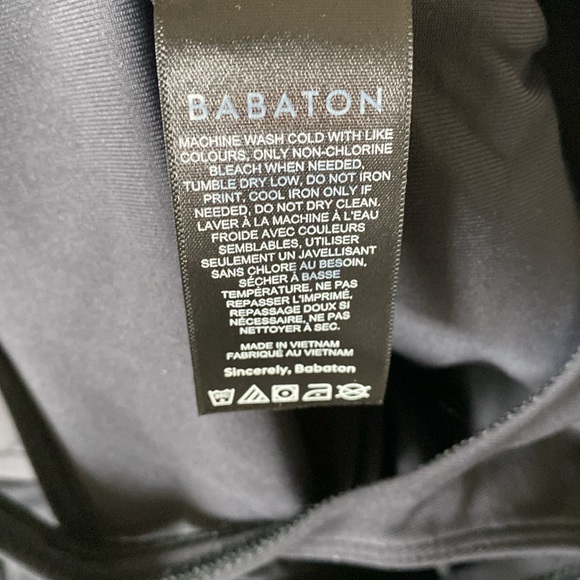 BABATON
MACHINE WASH COLD WITH LIKE
COLOURS, ONLY NON-CHLORINE
BLEACH WHEN NEEDED,
TUMBLE DRY LOW, DO NOT IRON
PRINT, COOL IRON ONLY IF
NEEDED, DO NOT DRY CLEAN.
LAVER À LA MACHINE À L'EAU
FROIDE AVEC COULEURS
SEMBLABLES, UTILISER
SEULEMENT UN JAVELLISANT
SANS CHLORE AU BESOIN,
SÉCHER À BASSE
TEMPÉRATURE, NE PAS
REPASSER L'IMPRIMÉ,
REPASSAGE DOUX SI
NÉCESSAIRE, NE PAS
NETTOYER À SEC.
MADE IN VIETNAM
FABRIQUÉ AU VIETNAM
Sincerely, Babaton